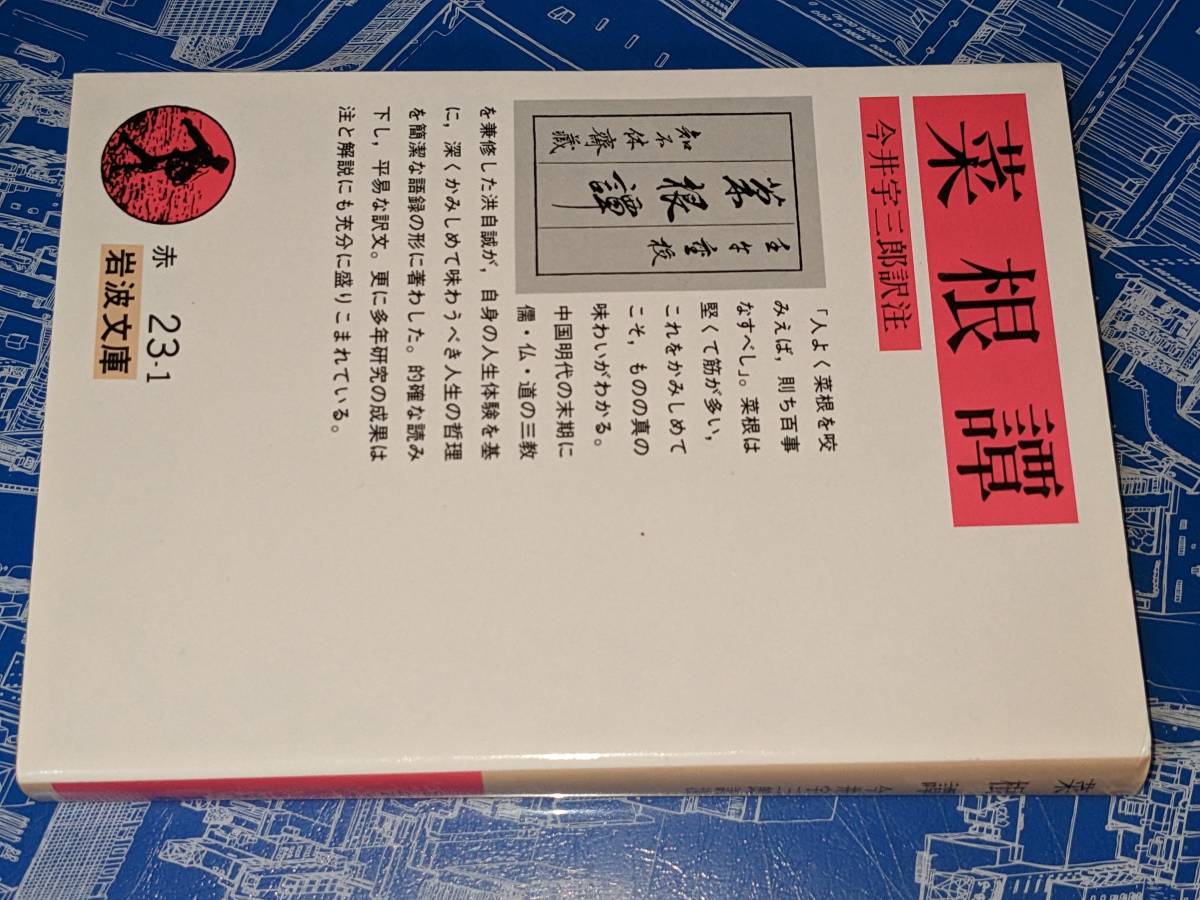 菜根譚
今井宇三郎訳注
菜根譚
「人よく菜根を咬
みえば，則ち百事
なすべし」。菜根は
堅くて筋が多い，
これをかみしめて
こそ，ものの真の
味わいがわかる。
中国明代の末期に
儒・仏・道の三教
を兼修した洪自誠が，自身の人生体験を基
に，深くかみしめて味わうべき人生の哲理
を簡潔な語録の形に著わした。的確な読み
下し，平易な訳文。更に多年研究の成果は
注と解説にも充分に盛りこまれている。
赤 23-1
岩波文庫
菜根譚 今井宇三郎訳注